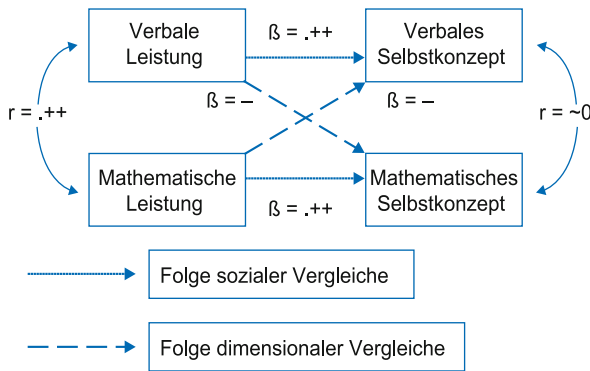 Verbale
Leistung
ß = .++
Verbales
Selbstkonzept
r = .++
ß = –
ß = –
r = ~0
Mathematische
Leistung
ß = .++
Mathematisches
Selbstkonzept
Folge sozialer Vergleiche
Folge dimensionaler Vergleiche